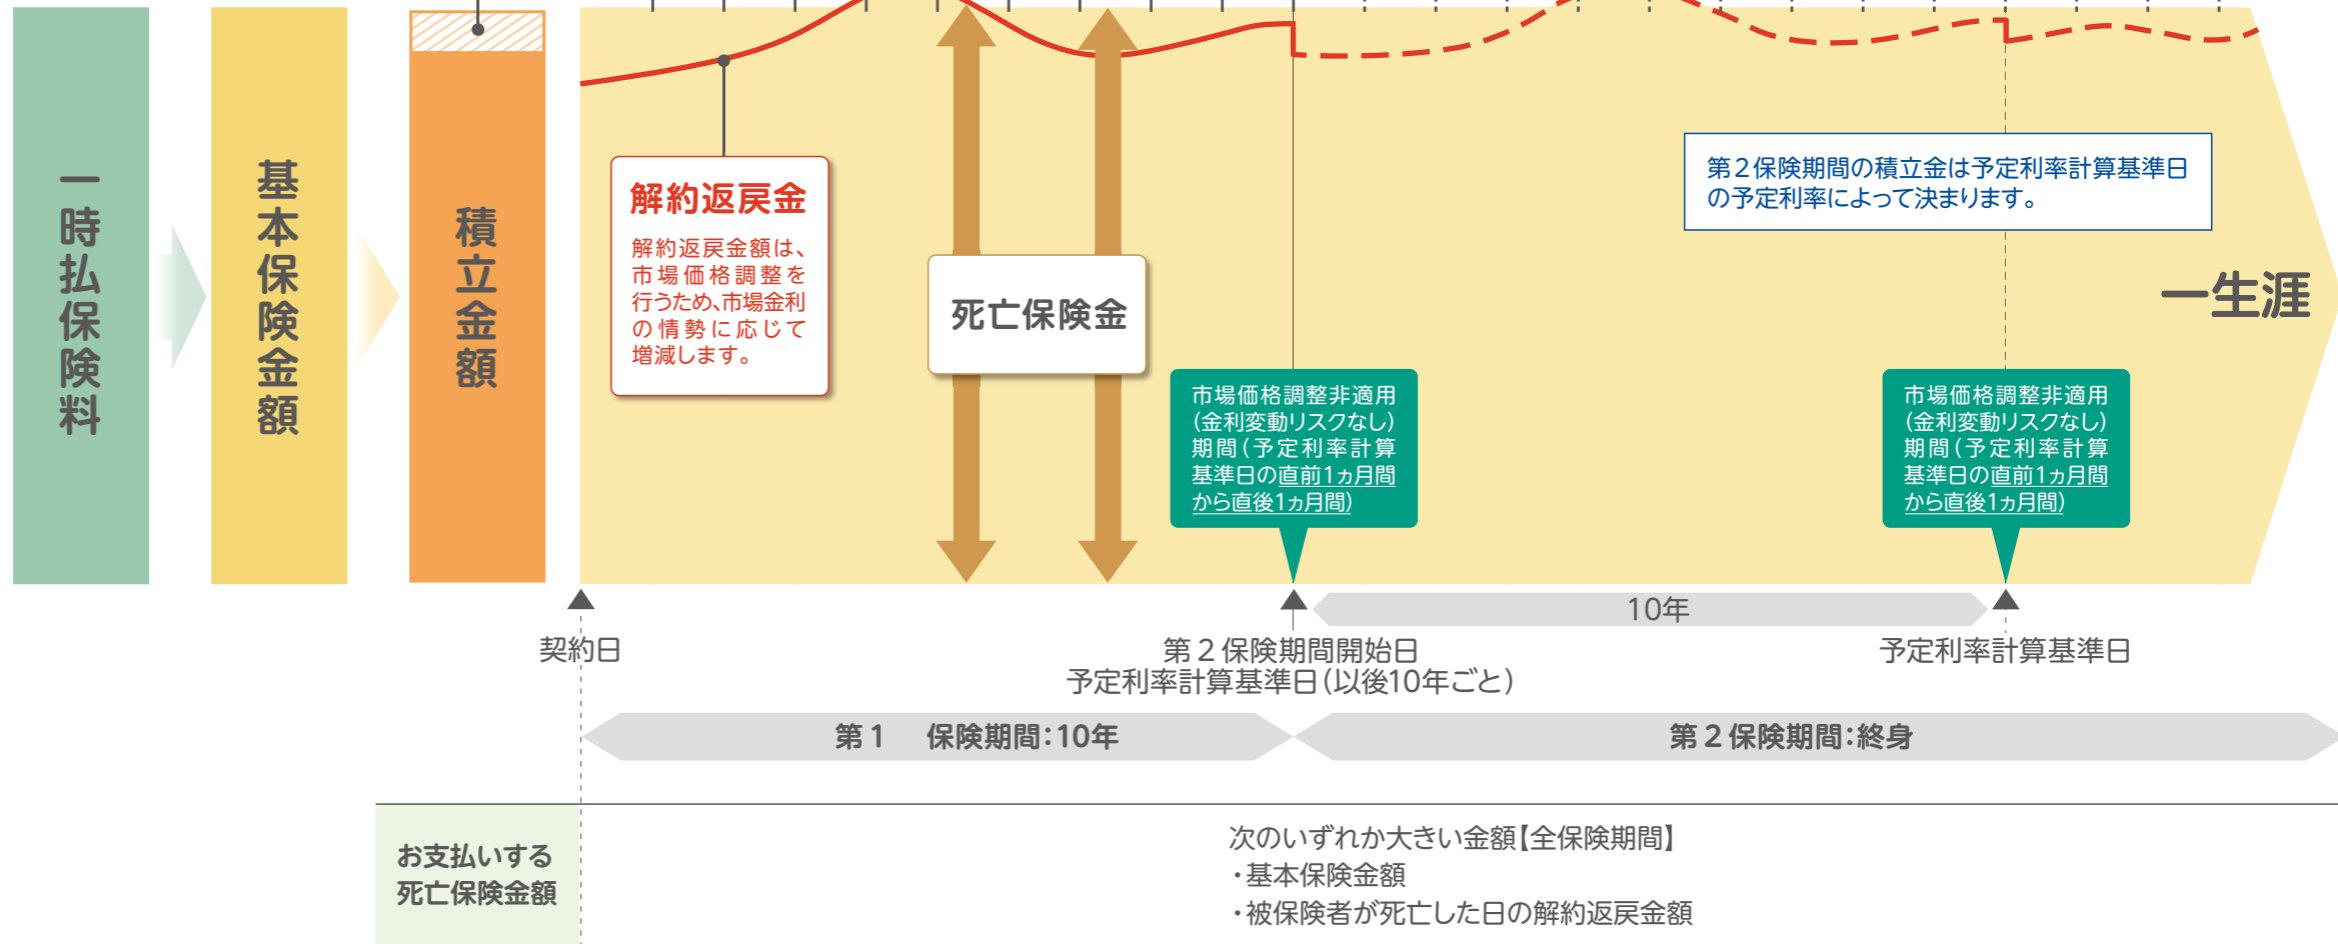 一時払保険料
基本保険金額
積立金額
解約返戻金
解約返戻金額は、
市場価格調整を
行うため、市場金利
の情勢に応じて
増減します。
死亡保険金
第2保険期間の積立金は予定利率計算基準日
の予定利率によって決まります。
一生涯
市場価格調整非適用
(金利変動リスクなし)
期間(予定利率計算
基準日の直前1ヵ月間
から直後1ヵ月間)
市場価格調整非適用
(金利変動リスクなし)
期間(予定利率計算
基準日の直前1ヵ月間
から直後1ヵ月間)
10年
契約日
第2保険期間開始日
予定利率計算基準日(以後10年ごと)
予定利率計算基準日
第1 保険期間:10年
第2保険期間:終身
お支払いする
死亡保険金額
次のいずれか大きい金額【全保険期間】
・基本保険金額
・被保険者が死亡した日の解約返戻金額